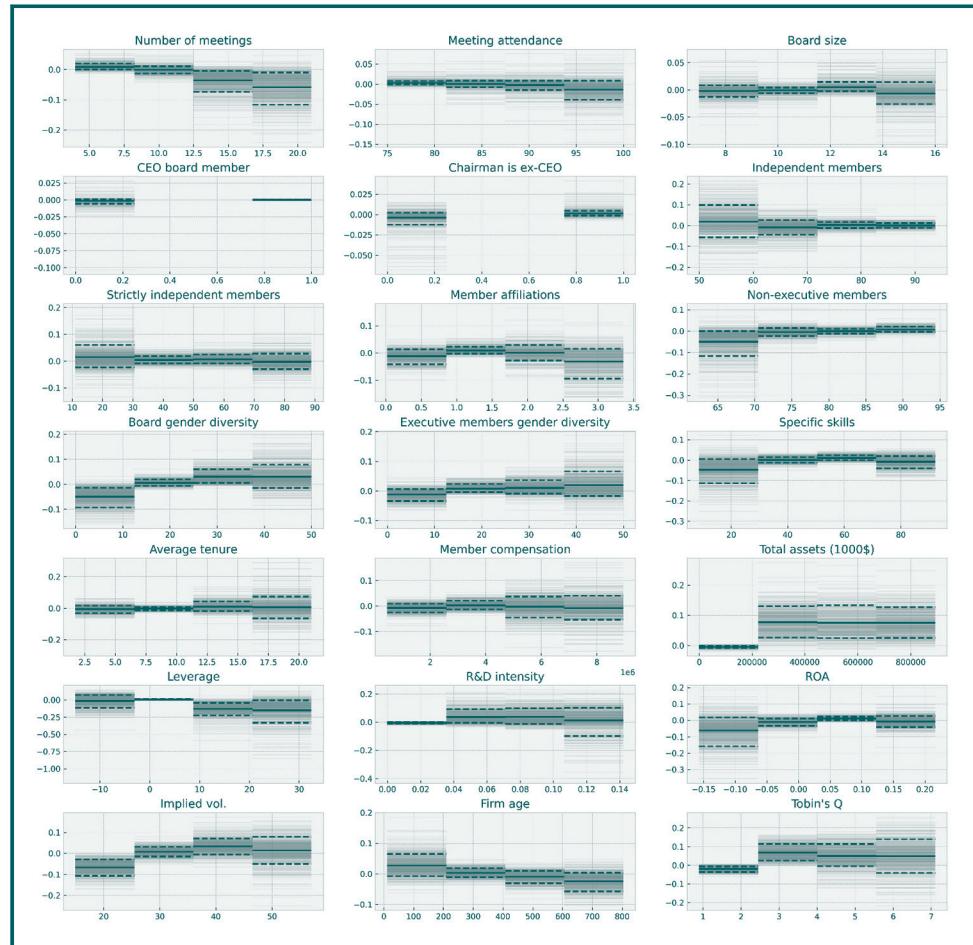 Number of meetings
0.0
−0.1
−0.2
5.0 7.5 10.0 12.5 15.0 17.5 20.0
Meeting attendance
0.05
0.00
−0.05
−0.10
−0.15
75 80 85 90 95 100
Board size
0.05
0.00
−0.05
−0.10
8 10 12 14 16
CEO board member
0.025
0.000
−0.025
−0.050
−0.075
−0.100
0.0 0.2 0.4 0.6 0.8 1.0
Chairman is ex-CEO
0.025
0.000
−0.025
−0.050
0.0 0.2 0.4 0.6 0.8 1.0
Independent members
0.2
0.1
0.0
−0.1
−0.2
50 60 70 80 90
Strictly independent members
0.2
0.1
0.0
−0.1
10 20 30 40 50 60 70 80 90
Member affiliations
0.1
0.0
−0.1
0.0 0.5 1.0 1.5 2.0 2.5 3.0 3.5
Non-executive members
0.1
0.0
−0.1
−0.2
−0.3
65 70 75 80 85 90 95
Board gender diversity
0.2
0.1
0.0
−0.1
0 10 20 30 40 50
Executive members gender diversity
0.2
0.1
0.0
−0.1
0 10 20 30 40 50
Specific skills
0.1
0.0
−0.1
−0.2
−0.3
20 40 60 80
Average tenure
0.2
0.0
−0.2
2.5 5.0 7.5 10.0 12.5 15.0 17.5 20.0
Member compensation
0.1
0.0
−0.1
2 4 6 8
1e6
Total assets (1000$)
0.2
0.1
0.0
0 200000 400000 600000 800000
Leverage
0.00
−0.25
−0.50
−0.75
−1.00
−10 0 10 20 30
R&D intensity
0.2
0.0
−0.2
−0.4
0.00 0.02 0.04 0.06 0.08 0.10 0.12 0.14
ROA
0.1
0.0
−0.1
−0.2
−0.3
−0.15 −0.10 −0.05 0.00 0.05 0.10 0.15 0.20
Implied vol.
0.1
0.0
−0.1
−0.2
20 30 40 50
Firm age
0.1
0.0
−0.1
0 100 200 300 400 500 600 700 800
Tobin's Q
0.2
0.1
0.0
−0.1
−0.2
1 2 3 4 5 6 7